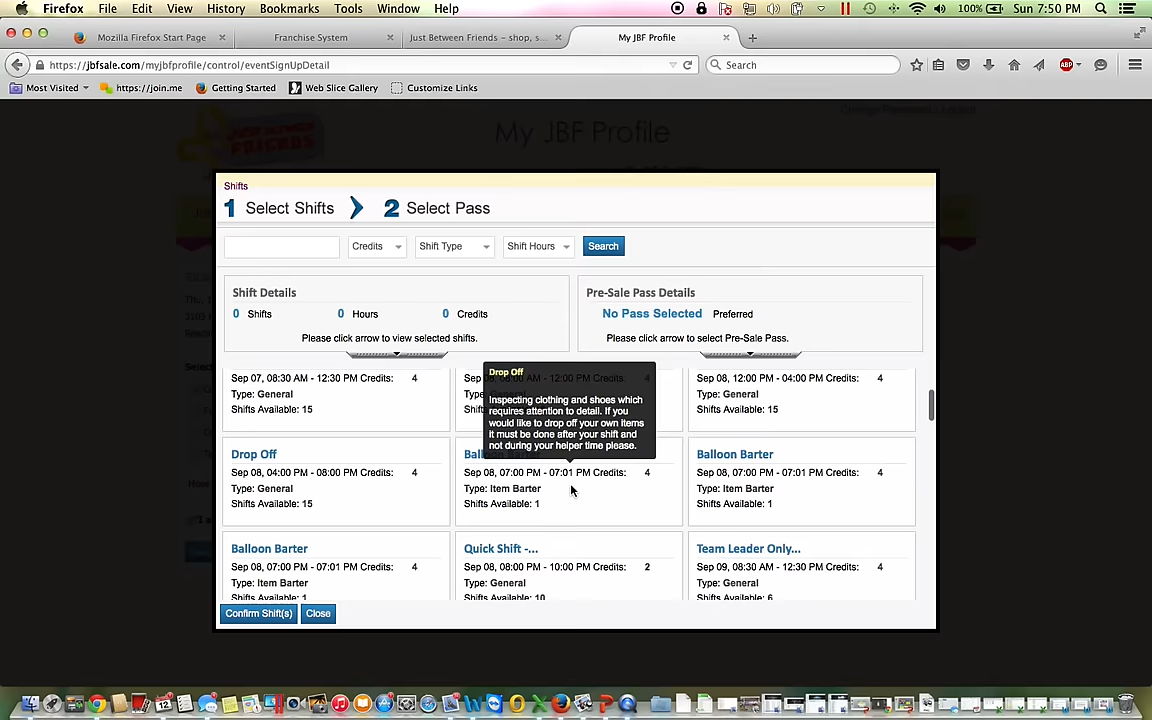 Firefox File Edit View History Bookmarks Tools Window Help 100% Sun 7:50 PM
Mozilla Firefox Start Page Franchise System Just Between Friends - shop, s... My JBF Profile
https://jbfsale.com/myjbfprofile/control/eventSignUpDetail Search ABP
Most Visited https://join.me Getting Started Web Slice Gallery Customize Links
My JBF Profile
Shifts
1 Select Shifts 2 Select Pass
Credits Shift Type Shift Hours Search
Shift Details Pre-Sale Pass Details
0 Shifts 0 Hours 0 Credits No Pass Selected Preferred
Please click arrow to view selected shifts. Please click arrow to select Pre-Sale Pass.
Drop Off
Inspecting clothing and shoes which
requires attention to detail. If you
would like to drop off your own items
it must be done after your shift and
not during your helper time please.
Sep 07, 08:30 AM - 12:30 PM Credits: 4
Type: General
Shifts Available: 15
Sep 08, 12:00 PM - 04:00 PM Credits: 4
Type: General
Shifts Available: 15
Drop Off
Sep 08, 04:00 PM - 08:00 PM Credits: 4
Type: General
Shifts Available: 15
Sep 08, 07:00 PM - 07:01 PM Credits: 4
Type: Item Barter
Shifts Available: 1
Balloon Barter
Sep 08, 07:00 PM - 07:01 PM Credits: 4
Type: Item Barter
Shifts Available: 1
Balloon Barter
Sep 08, 07:00 PM - 07:01 PM Credits: 4
Type: Item Barter
Shifts Available: 1
Quick Shift -...
Sep 08, 08:00 PM - 10:00 PM Credits: 2
Type: General
Shifts Available: 10
Team Leader Only...
Sep 09, 08:30 AM - 12:30 PM Credits: 4
Type: General
Shifts Available: 6
Confirm Shift(s) Close